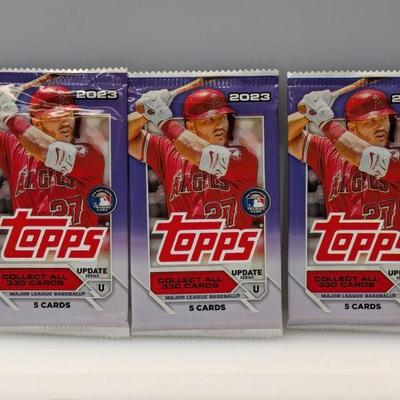 2023
ANGELS
27
TOPPS
COLLECT ALL
330 CARDS
UPDATE
SERIES
U
MAJOR LEAGUE BASEBALL®
5 CARDS
2023
ANGELS
27
TOPPS
COLLECT ALL
330 CARDS
UPDATE
SERIES
U
MAJOR LEAGUE BASEBALL®
5 CARDS
ANGELS
27
TOPPS
COLLECT ALL
330 CARDS
UPDATE
SERIES
U
MAJOR LEAGUE BASEBALL®
5 CARDS